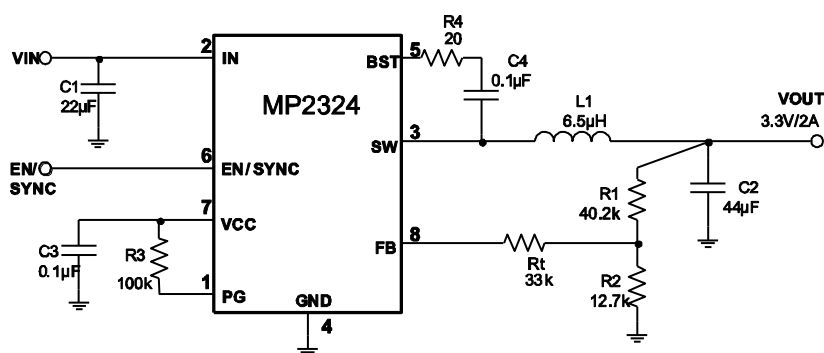 R4
20
2
5
VIN
IN
BST
C4
0.1µF
C1
22µF
MP2324
L1
6.5µH
VOUT
3.3V/2A
3
SW
6
EN/
SYNC
EN/SYNC
R1
40.2k
C2
44µF
7
VCC
8
FB
C3
0.1µF
R3
100k
Rt
33k
R2
12.7k
1
PG
GND
4